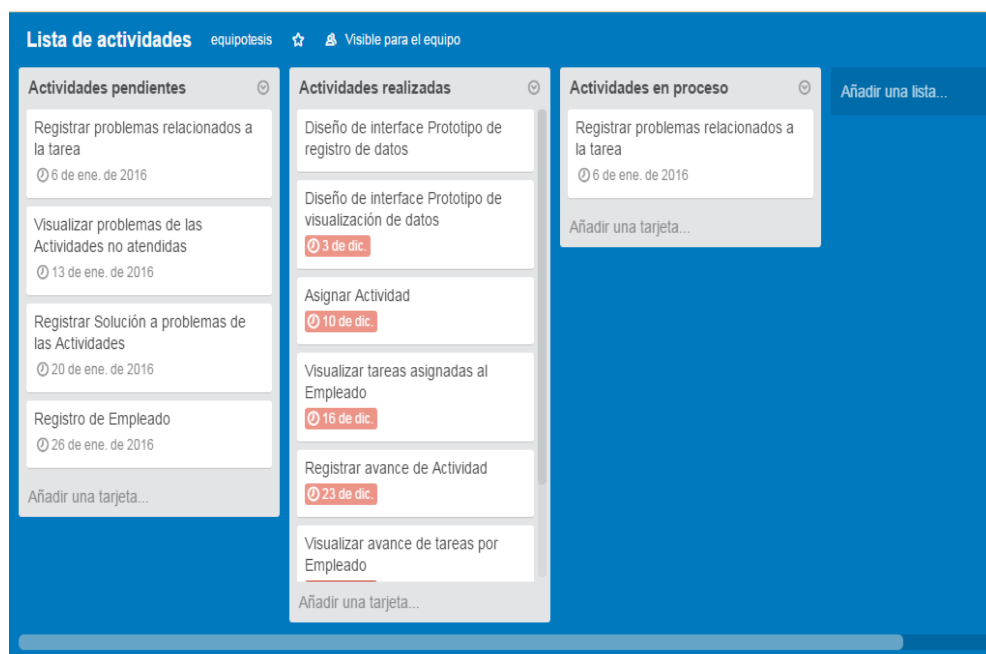 Lista de actividades equipotesis Visible para el equipo
Actividades pendientes
Registrar problemas relacionados a
la tarea
6 de ene. de 2016
Visualizar problemas de las
Actividades no atendidas
13 de ene. de 2016
Registrar Solución a problemas de
las Actividades
20 de ene. de 2016
Registro de Empleado
26 de ene. de 2016
Añadir una tarjeta...
Actividades realizadas
Diseño de interface Prototipo de
registro de datos
Diseño de interface Prototipo de
visualización de datos
3 de dic.
Asignar Actividad
10 de dic.
Visualizar tareas asignadas al
Empleado
16 de dic.
Registrar avance de Actividad
23 de dic.
Visualizar avance de tareas por
Empleado
Añadir una tarjeta...
Actividades en proceso
Registrar problemas relacionados a
la tarea
6 de ene. de 2016
Añadir una tarjeta...
Añadir una lista...